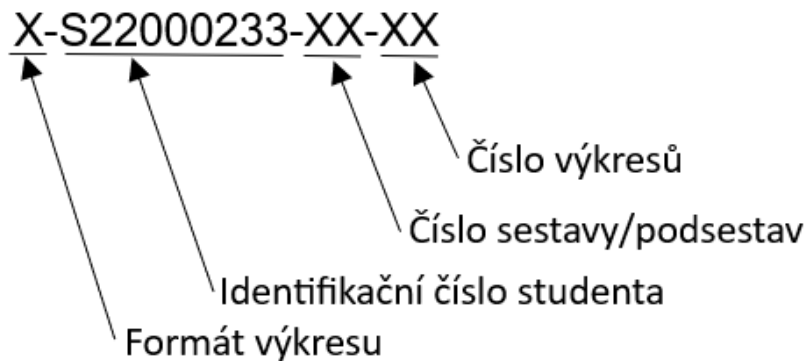 X-S22000233-XX-XX
Číslo výkresů
Číslo sestavy/podsestav
Identifikační číslo studenta
Formát výkresu